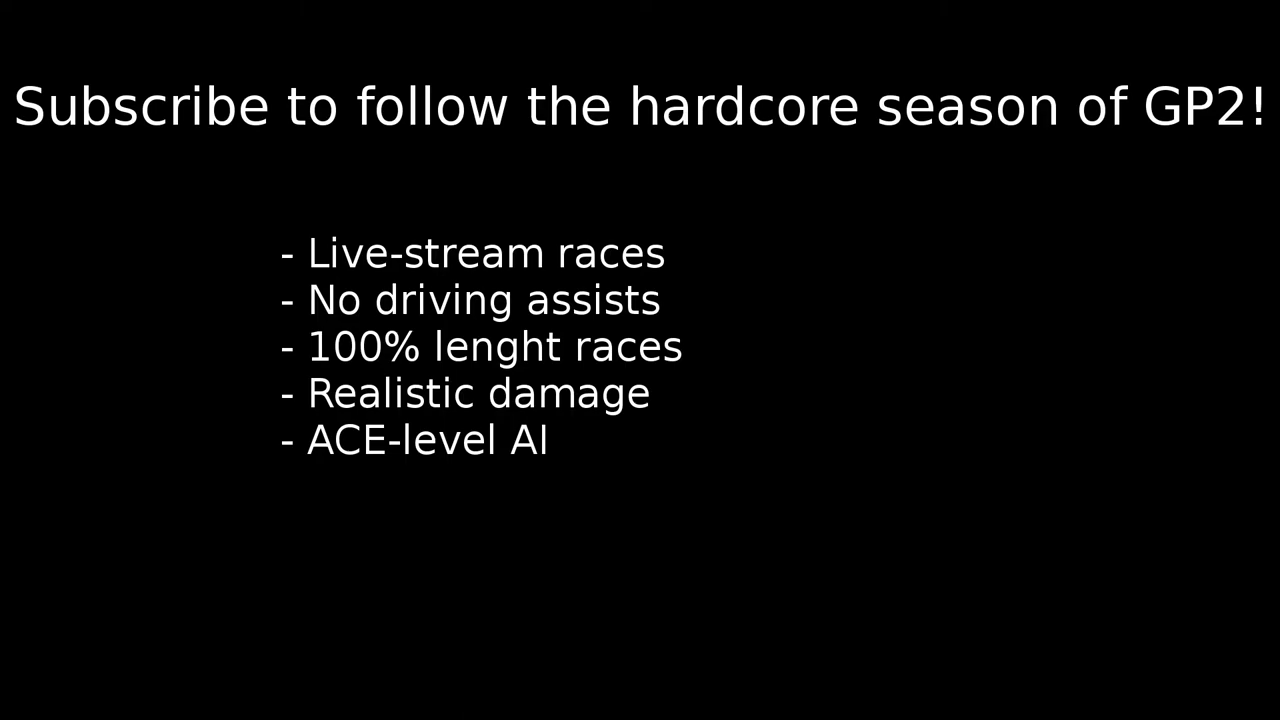 Subscribe to follow the hardcore season of GP2!
- Live-stream races
- No driving assists
- 100% lenght races
- Realistic damage
- ACE-level AI